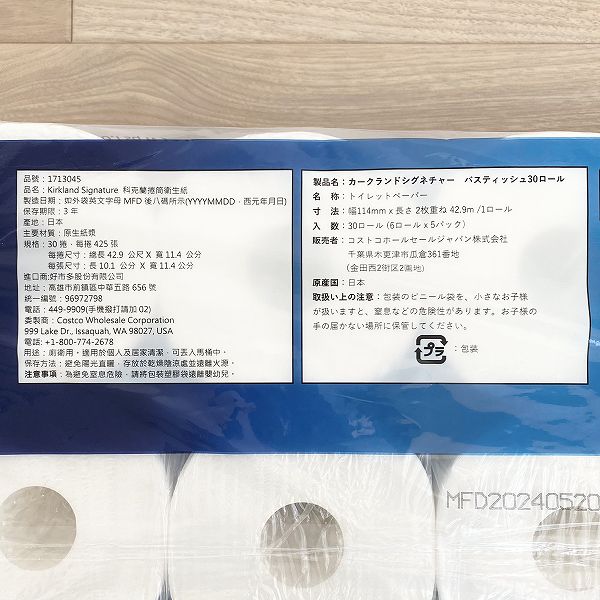 品號：1713045
品名：Kirkland Signature 科克蘭捲筒衛生紙
製造日期：如外袋英文字母 MFD 後八碼所示(YYYYMMDD，西元年月日)
保存期限：3 年
產地：日本
主要材質：原生紙漿
規格：30 捲，每捲 425 張
每捲尺寸：總長 42.9 公尺 X 寬 11.4 公分
每張尺寸：長 10.1 公分 X 寬 11.4 公分
進口商:好市多股份有限公司
地址：高雄市前鎮區中華五路 656 號
統一編號：96972798
電話：449-9909(手機撥打請加 02)
委製商：Costco Wholesale Corporation
999 Lake Dr., Issaquah, WA 98027, USA
電話：+1-800-774-2678
用途：廁術用。適用於個人及居家清潔，可丟入馬桶中。
保存方法：避免陽光直曬，存放於乾燥陰涼處並遠離火源。
注意事項：為避免窒息危險，請將包裝塑膠袋遠離嬰幼兒。
製品名：カークランドシグネチャー バスティッシュ30ロール
名　称：トイレットペーパー
寸　法：幅114mm x 長さ 2枚重ね 42.9m /1ロール
入　数：30ロール (6ロール x 5パック)
販売者：コストコホールセールジャパン株式会社
千葉県木更津市瓜倉361番地
(金田西2街区2画地)
原産国：日本
取扱い上の注意：包装のビニール袋を、小さなお子様
が扱いますと、窒息などの危険性があります。お子様の
手の届かない場所に保管してください。
プラ：包装
MFD20240520